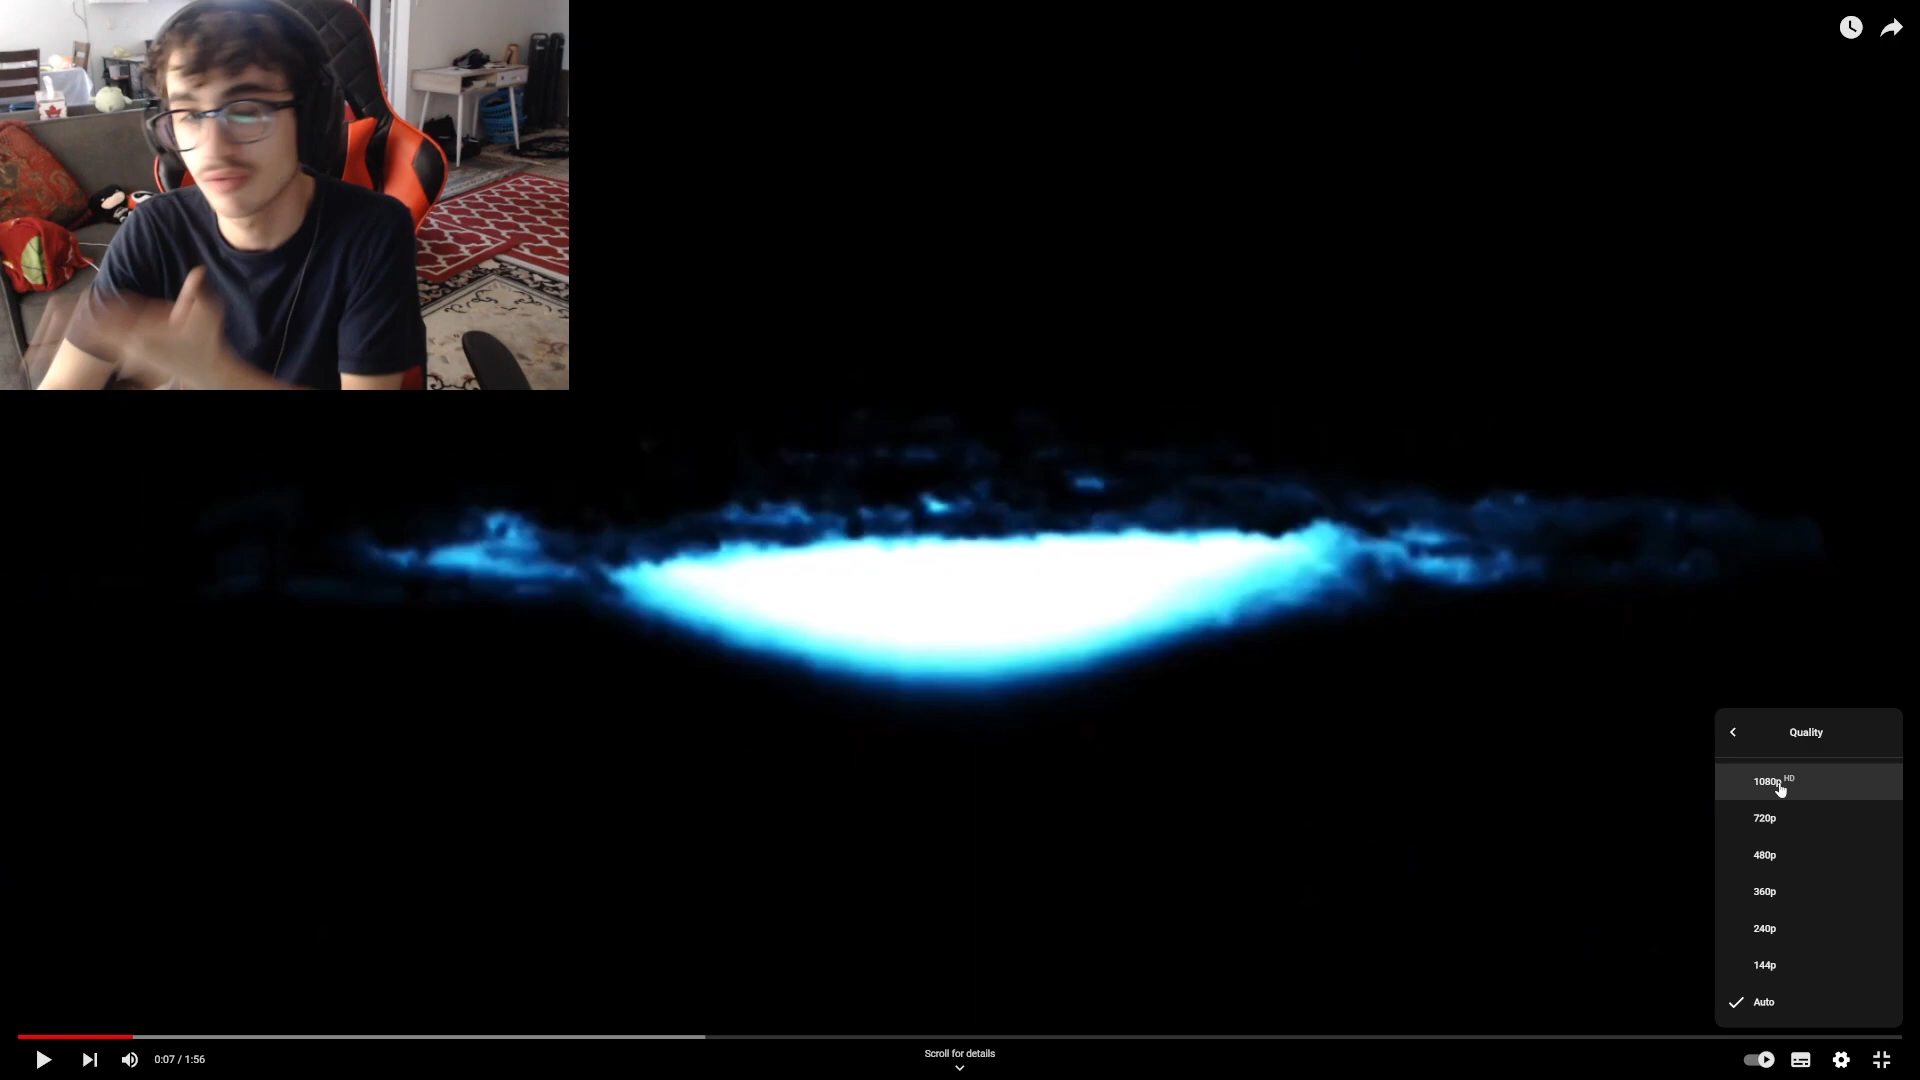 Quality
1080p HD
720p
480p
360p
240p
144p
Auto
0:07 / 1:56
Scroll for details